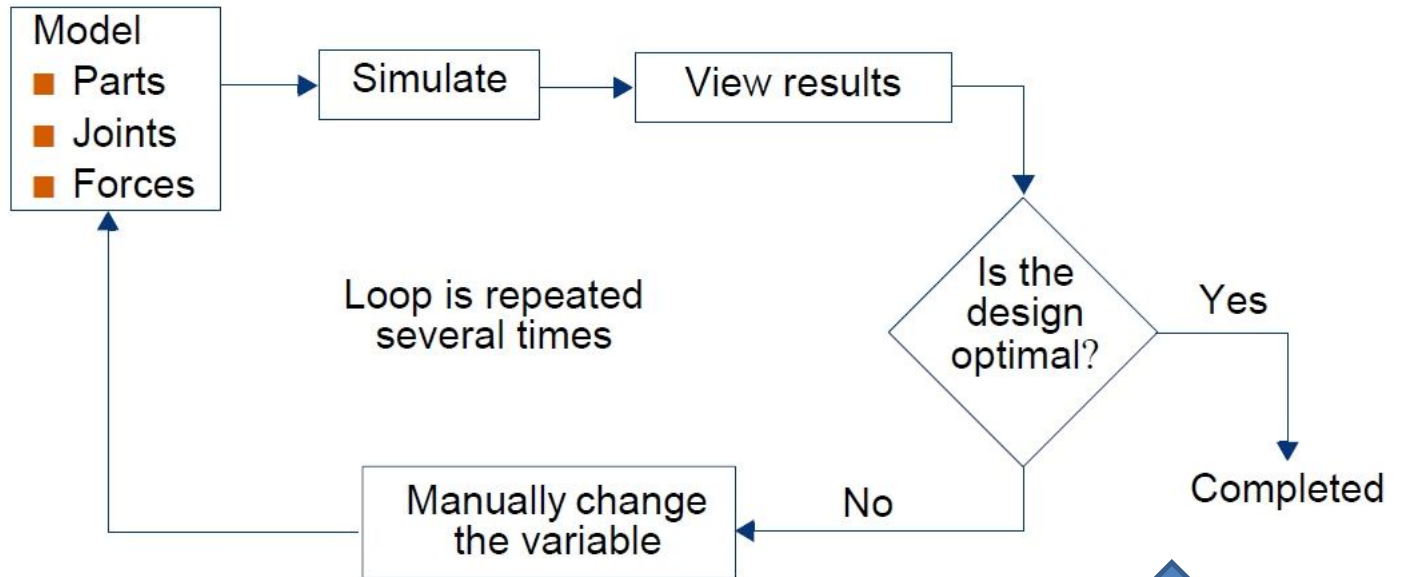 Model
Parts
Joints
Forces
Simulate
View results
Is the
design
optimal?
Yes
Completed
No
Manually change
the variable
Loop is repeated
several times